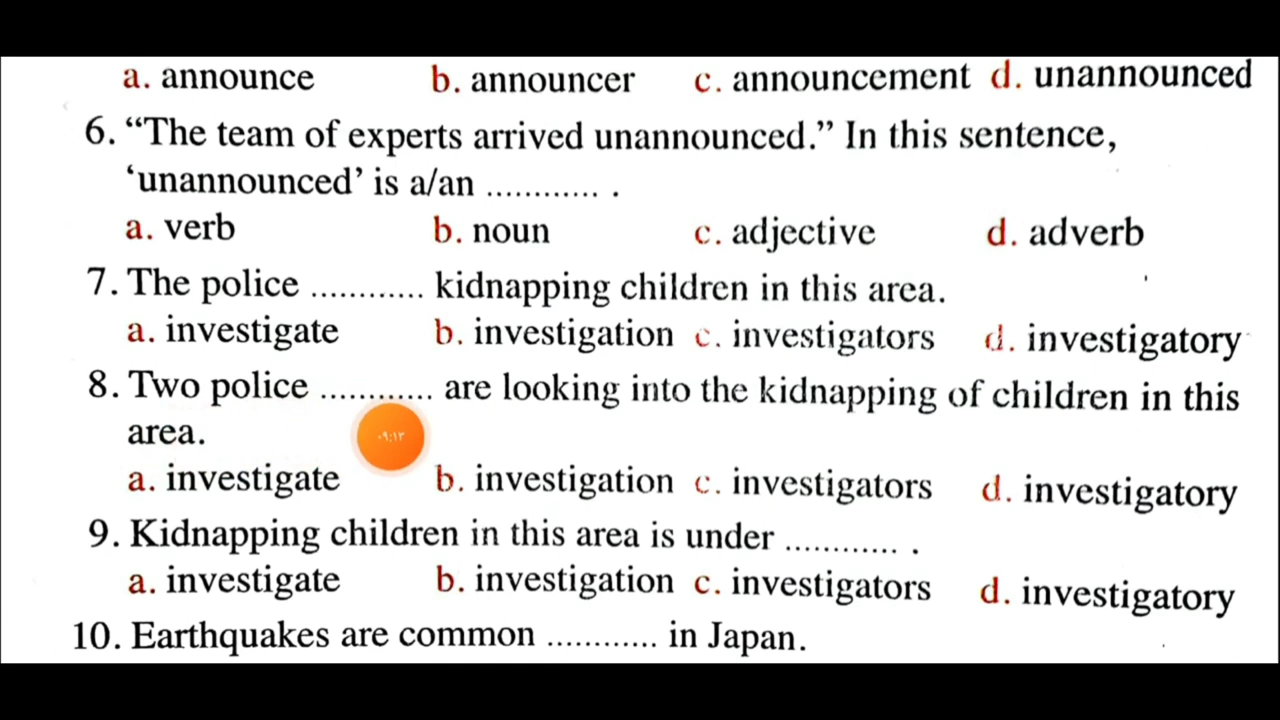 a. announce b. announcer c. announcement d. unannounced
6. “The team of experts arrived unannounced.” In this sentence,
‘unannounced’ is a/an ............ .
a. verb b. noun c. adjective d. adverb
7. The police ............ kidnapping children in this area.
a. investigate b. investigation c. investigators d. investigatory
8. Two police ............ are looking into the kidnapping of children in this
area.
٠٩:١٣
a. investigate b. investigation c. investigators d. investigatory
9. Kidnapping children in this area is under ............ .
a. investigate b. investigation c. investigators d. investigatory
10. Earthquakes are common ............ in Japan.